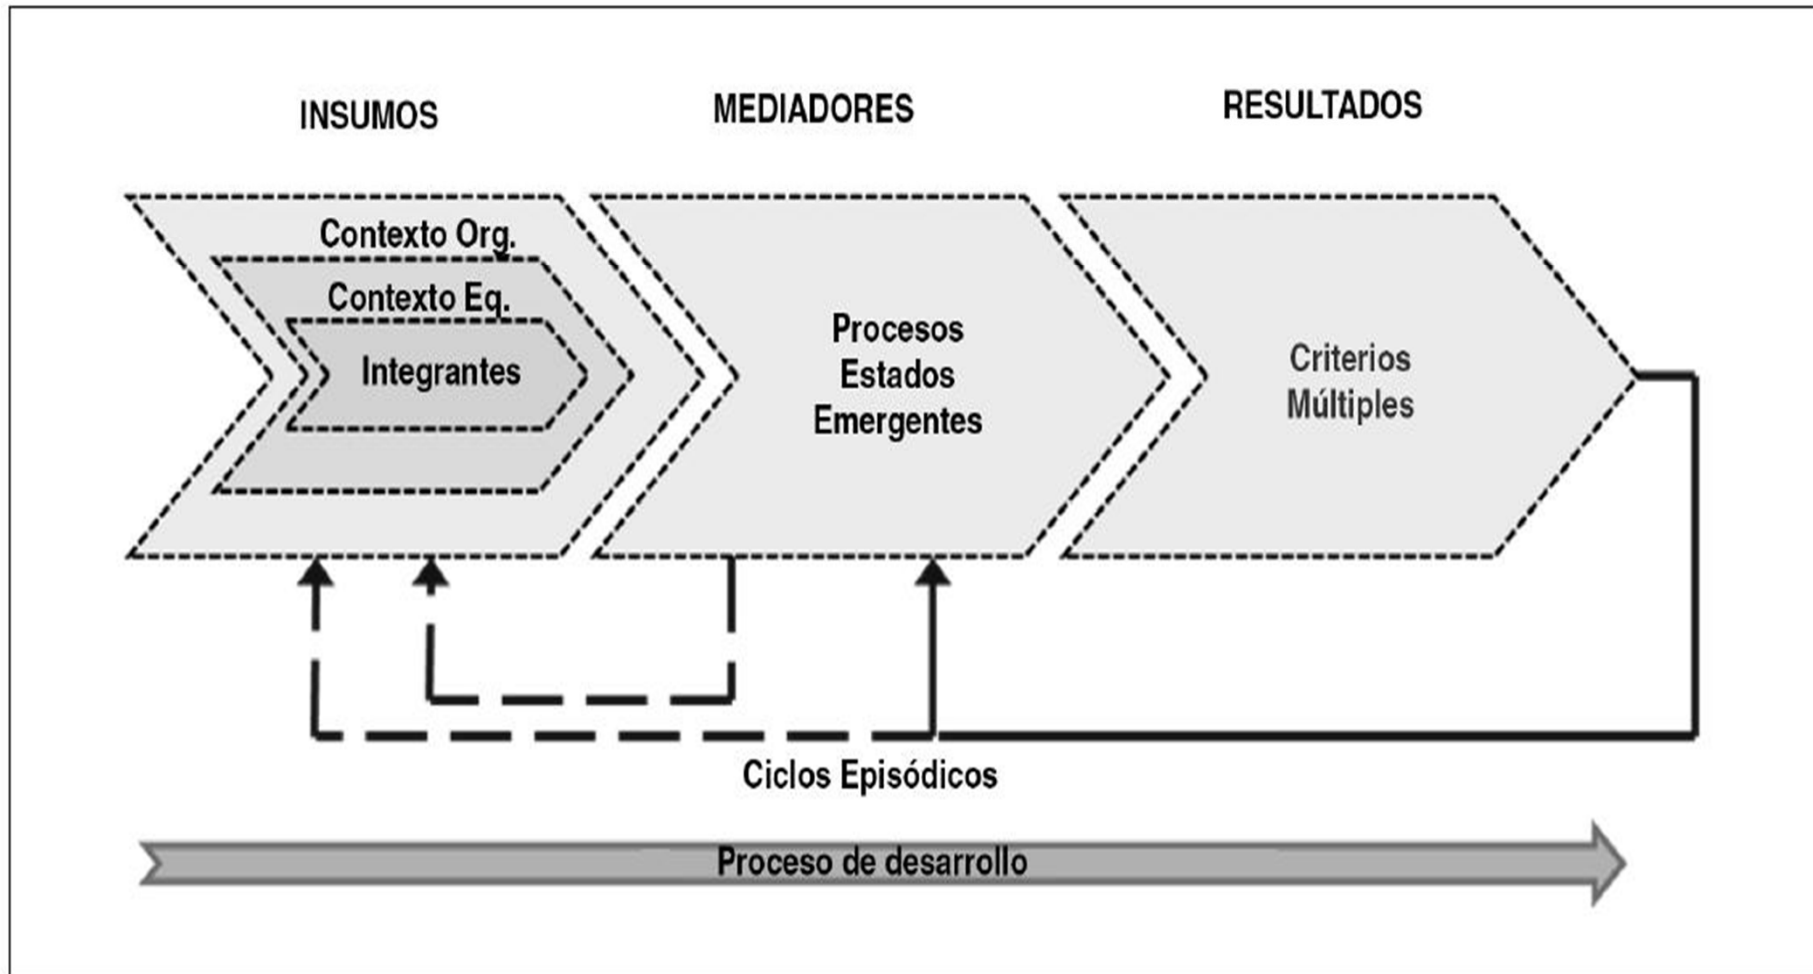 INSUMOS
MEDIADORES
RESULTADOS
Contexto Org.
Contexto Eq.
Integrantes
Procesos
Estados
Emergentes
Criterios
Múltiples
Ciclos Episódicos
Proceso de desarrollo